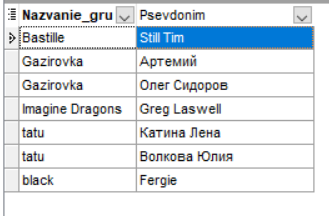 Nazvanie_gru Psevdonim
Bastille Still Tim
Gazirovka Артемий
Gazirovka Олег Сидоров
Imagine Dragons Greg Laswell
tatu Катина Лена
tatu Волкова Юлия
black Fergie